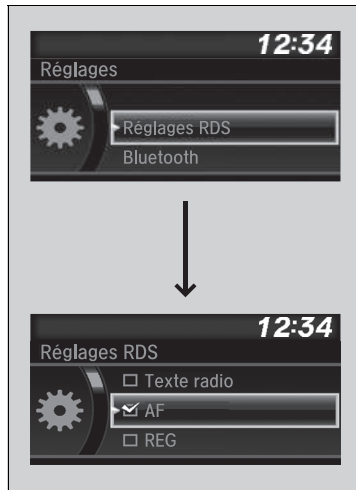 12:34
Réglages
Réglages RDS
Bluetooth
12:34
Réglages RDS
Texte radio
AF
REG